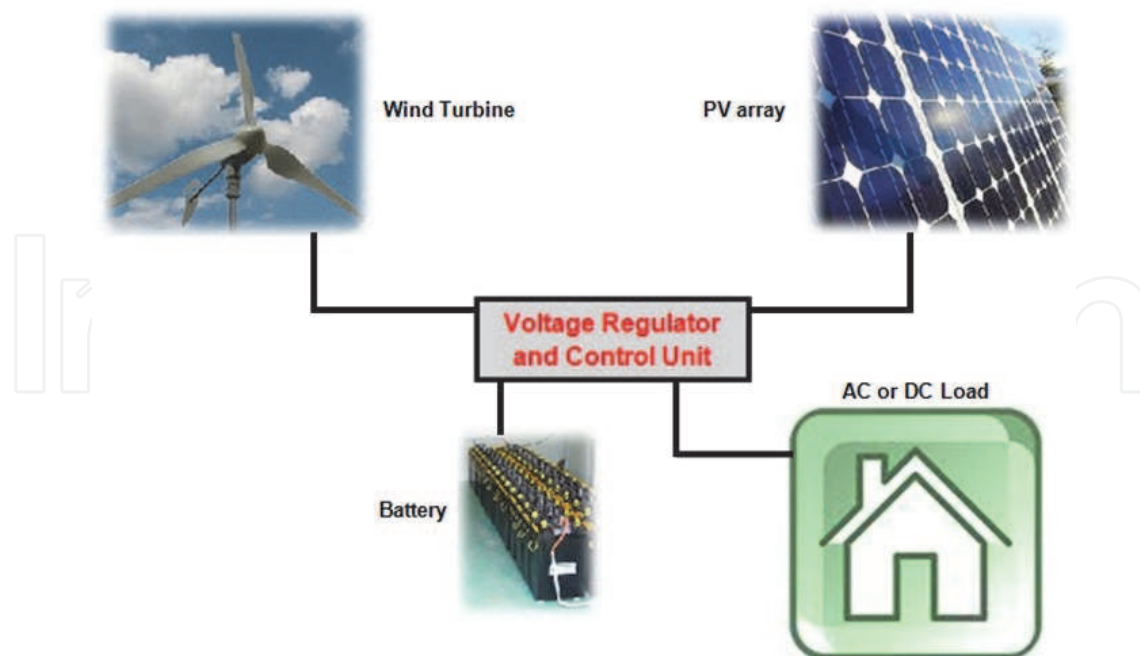 Wind Turbine
PV array
Voltage Regulator
and Control Unit
AC or DC Load
Battery